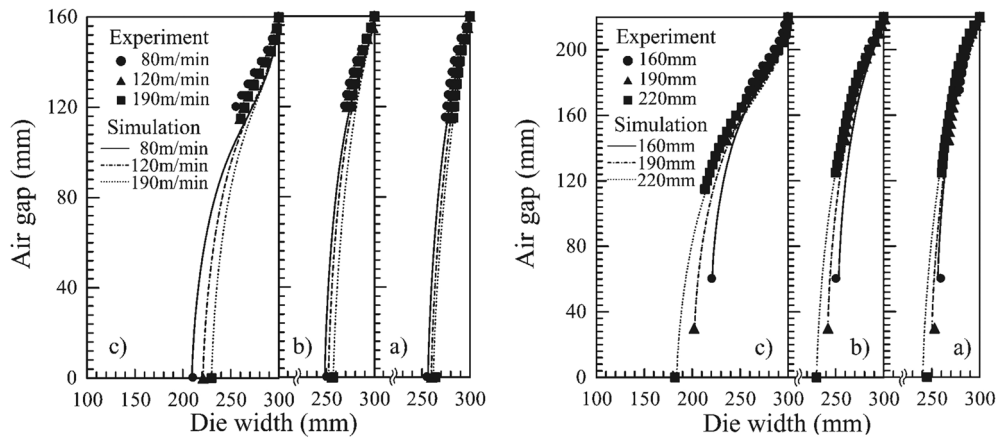 160
120
80
40
0
Air gap (mm)
Experiment
80m/min
120m/min
190m/min
Simulation
80m/min
120m/min
190m/min
c)
b)
a)
100 150 200 250 300 250 300 250 300
Die width (mm)
200
160
120
80
40
0
Air gap (mm)
Experiment
160mm
190mm
220mm
Simulation
160mm
190mm
220mm
c)
b)
a)
100 150 200 250 300 250 300 250 300
Die width (mm)